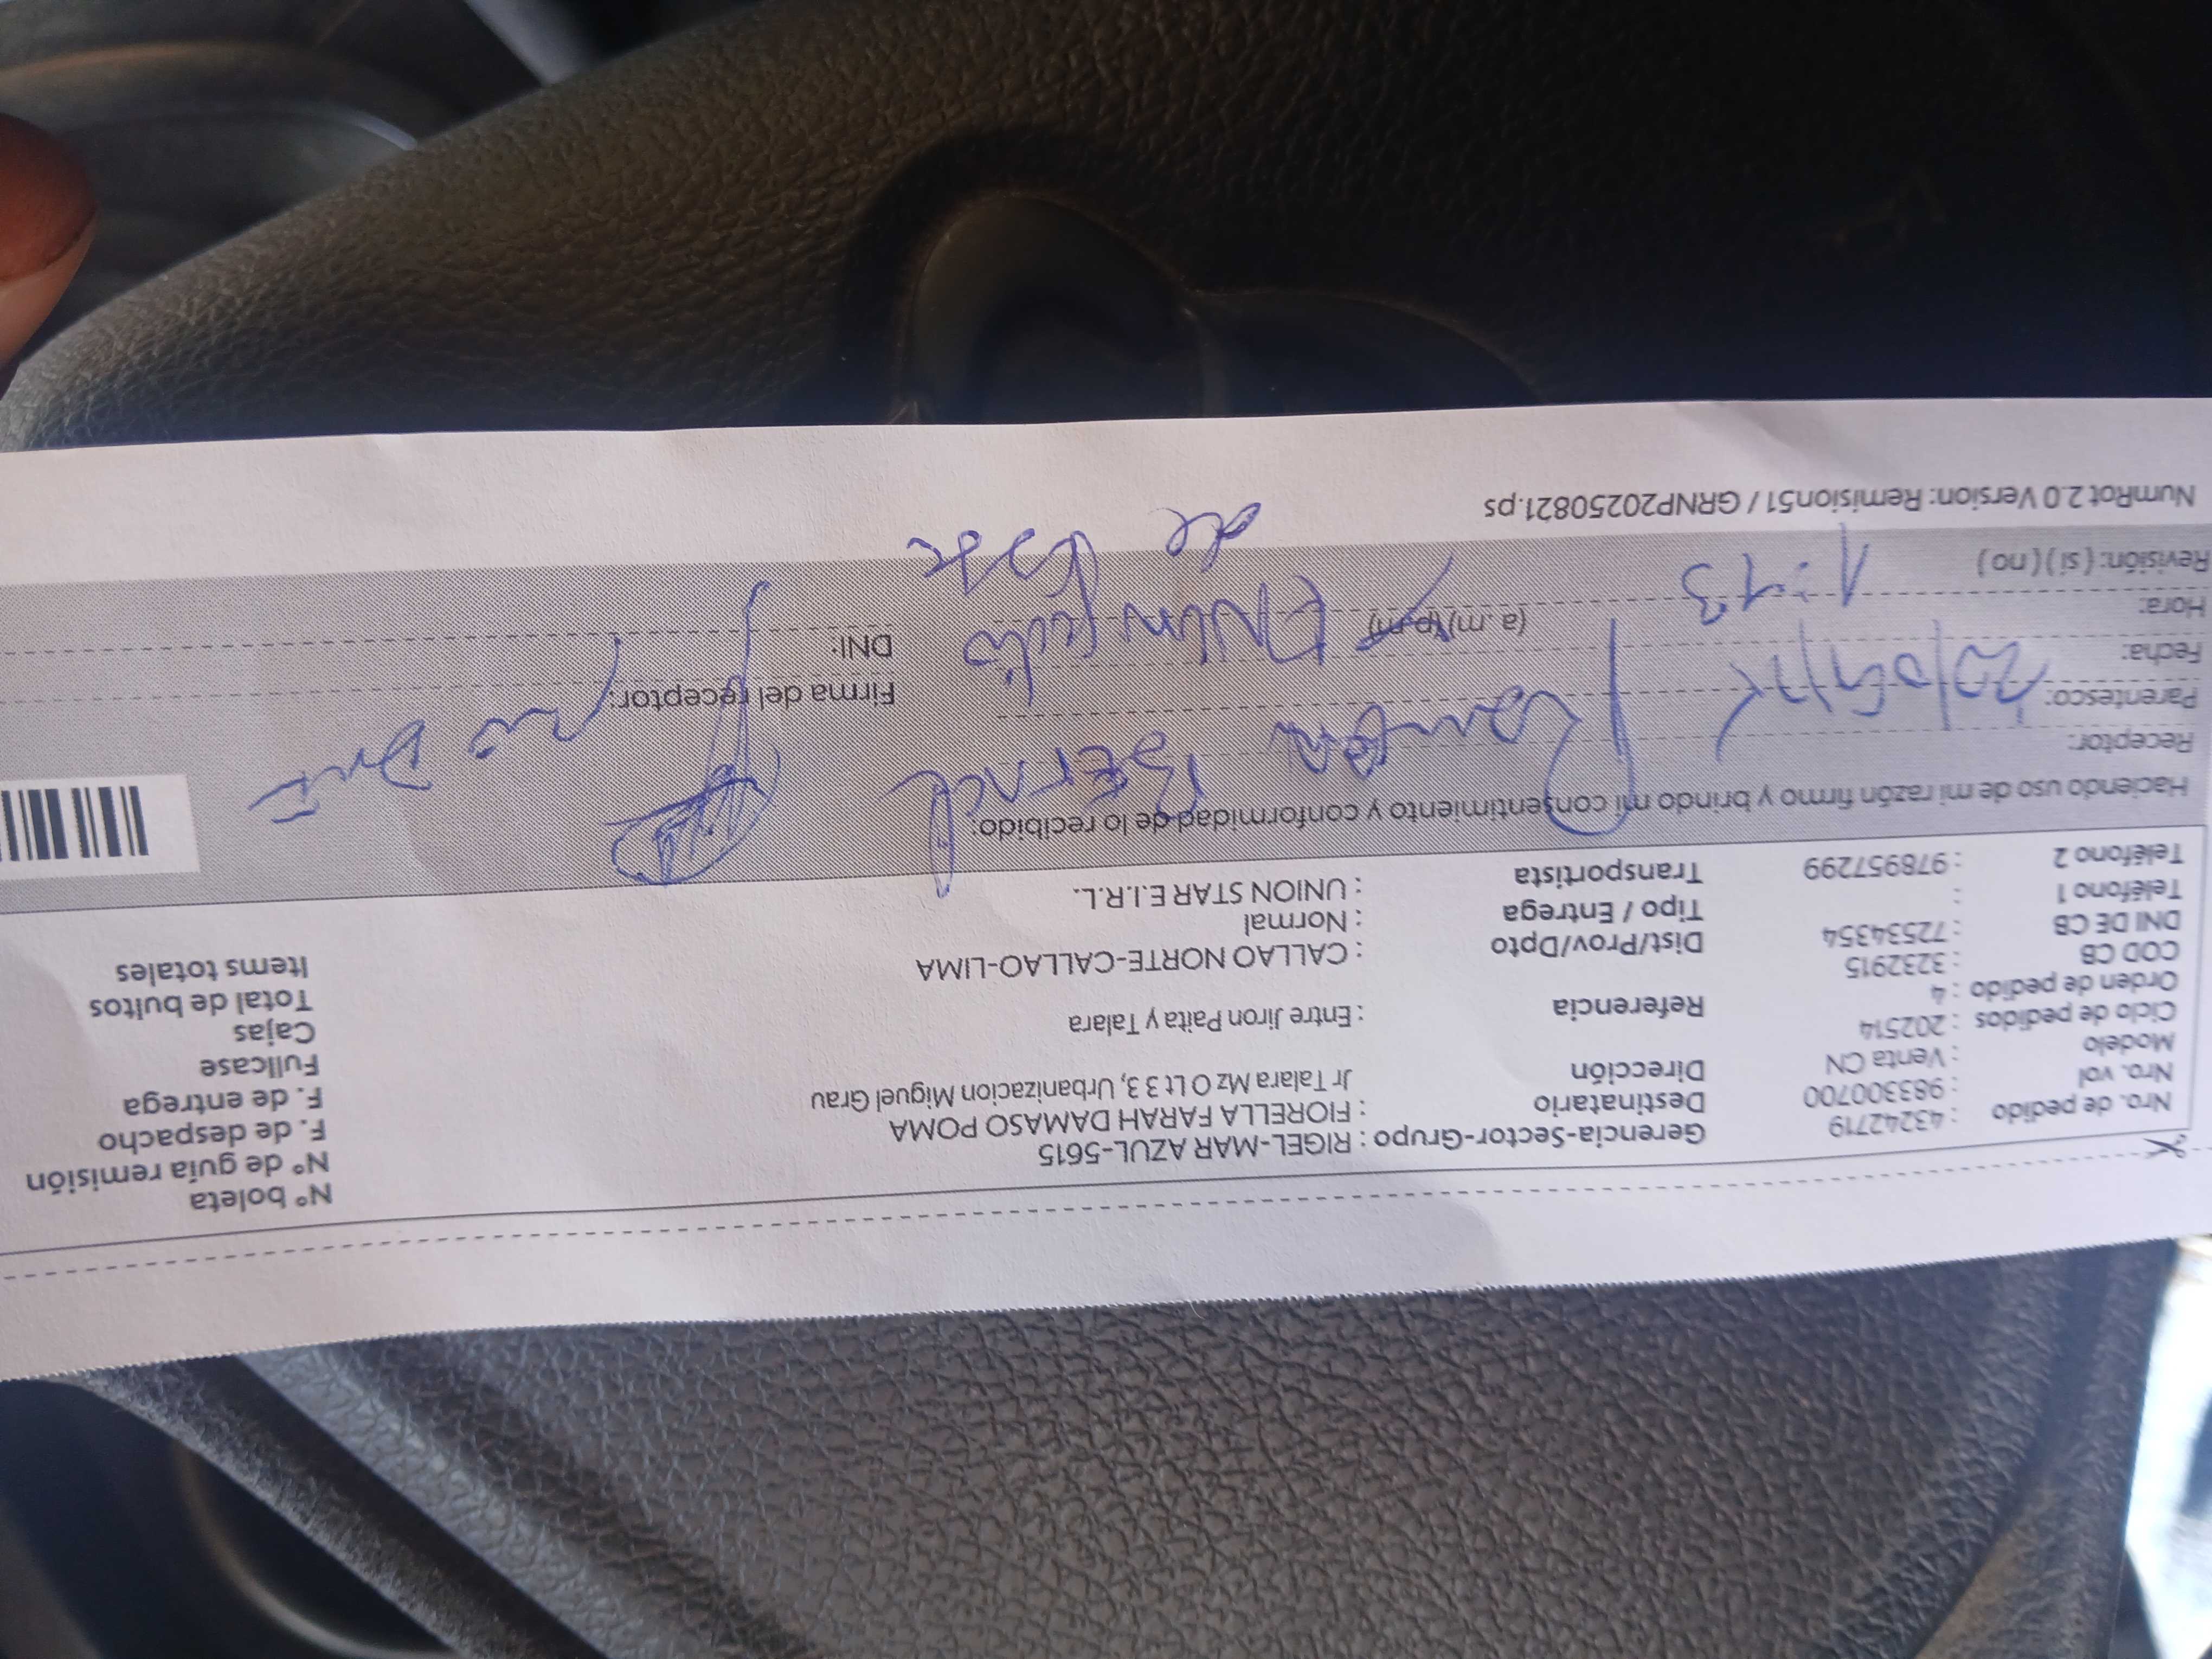 Nº boleta
Nº de guía remisión
F. de despacho
F. de entrega
Fullcase
Cajas
Total de bultos
Items totales
Nro. de pedido : 43242719
Nro. vol : 983300700
Modelo : Venta CN
Ciclo de pedidos : 202514
Orden de pedido : 4
COD CB : 3232915
DNI DE CB : 72534354
Teléfono 1 :
Teléfono 2 : 978957299
Gerencia-Sector-Grupo : RIGEL-MAR AZUL-5615
Destinatario : FIORELLA FARAH DAMASO POMA
Dirección Jr Talara Mz O Lt 3 3, Urbanizacion Miguel Grau
Referencia : Entre Jiron Paita y Talara
Dist/Prov/Dpto : CALLAO NORTE-CALLAO-LIMA
Tipo / Entrega : Normal
Transportista : UNION STAR E.I.R.L.
Haciendo uso de mi razón firmo y brindo mi consentimiento y conformidad de lo recibido:
Receptor:
Parentesco:
Fecha:
Hora: 1:13 (a.m)(p.m)
Revisión: ( sí ) ( no )
Firma del receptor:
DNI:
de
NumRot 2.0 Version: Remision51 / GRNP20250821.ps